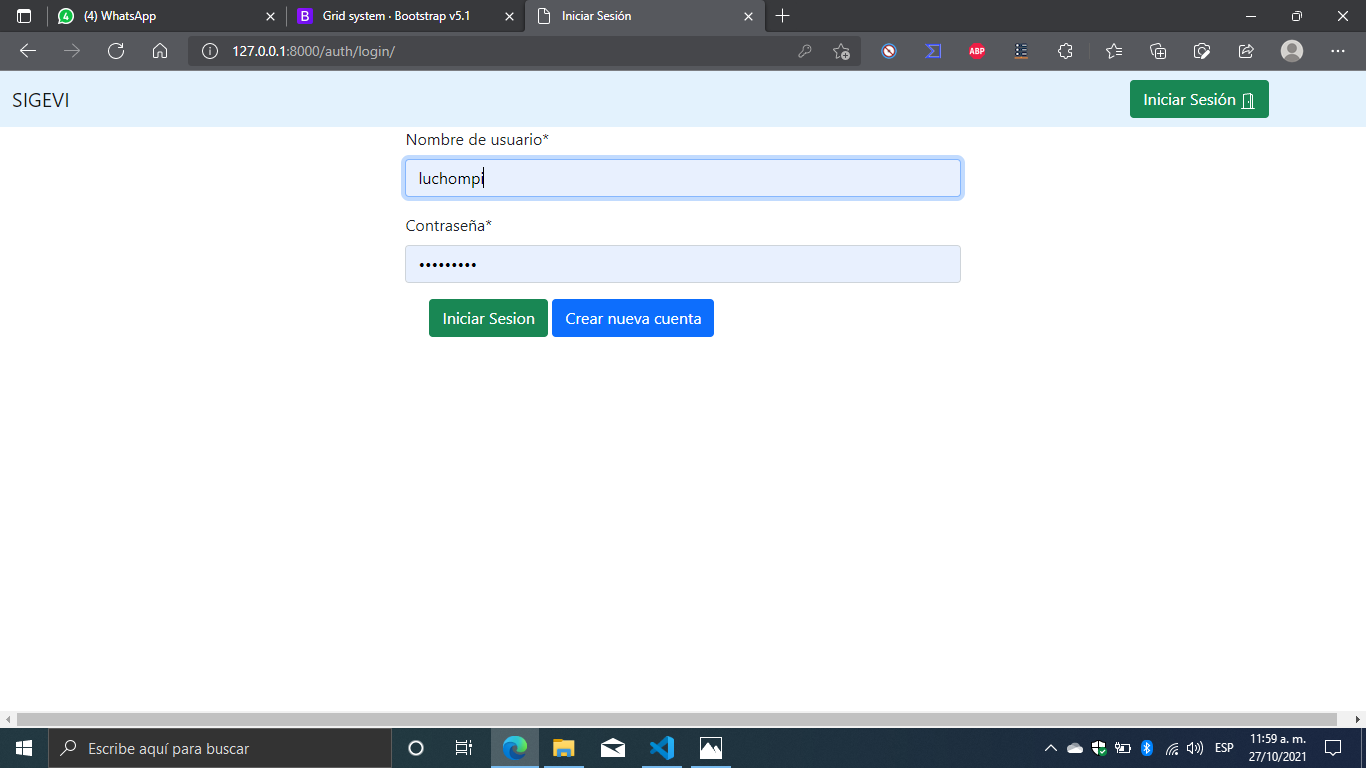 (4) WhatsApp
Grid system · Bootstrap v5.1
Iniciar Sesión
127.0.0.1:8000/auth/login/
ABP
SIGEVI
Iniciar Sesión
Nombre de usuario*
luchompi
Contraseña*
•••••••••
Iniciar Sesion
Crear nueva cuenta
Escribe aquí para buscar
ESP
11:59 a. m.
27/10/2021